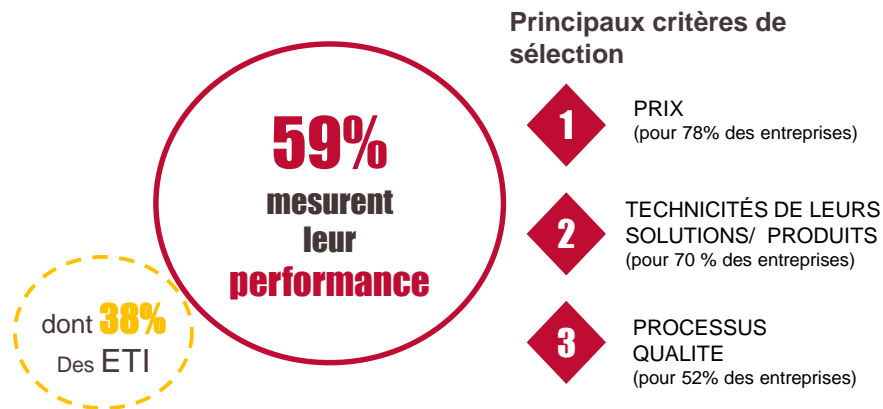 59%
mesurent
leur
performance
dont 38%
Des ETI
Principaux critères de
sélection
1
PRIX
(pour 78% des entreprises)
2
TECHNICITÉS DE LEURS
SOLUTIONS/ PRODUITS
(pour 70 % des entreprises)
3
PROCESSUS
QUALITE
(pour 52% des entreprises)